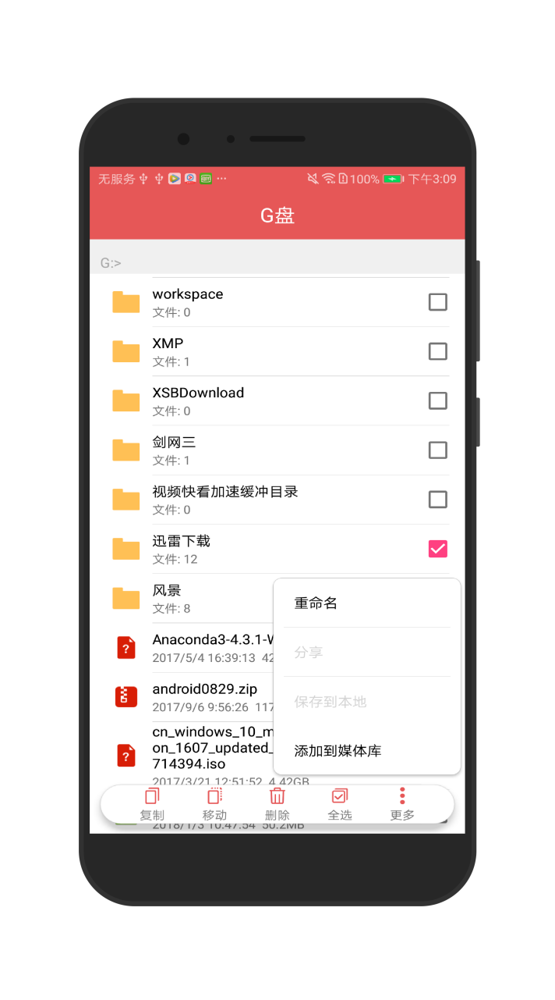 无服务 100% 下午3:09
G盘
G:>
workspace
文件: 0
XMP
文件: 1
XSBDownload
文件: 0
剑网三
文件: 1
视频快看加速缓冲目录
文件: 0
迅雷下载
文件: 12
风景
文件: 8
Anaconda3-4.3.1-
2017/5/4 16:39:13 42
android0829.zip
2017/9/6 9:56:26 117
cn_windows_10_m
on_1607_updated_
714394.iso
2017/3/21 12:51:52 4.42GB
2018/1/3 10:47:54 50.2MB
重命名
分享
保存到本地
添加到媒体库
复制 移动 删除 全选 更多